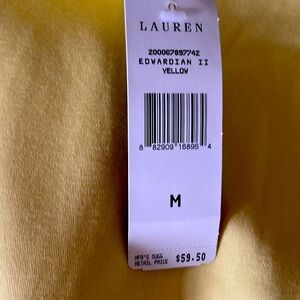 LAUREN
200067897742
EDWARDIAN II
YELLOW
8 82909 16896 4
M
MFR'S SUGG
RETAIL PRICE $59.50